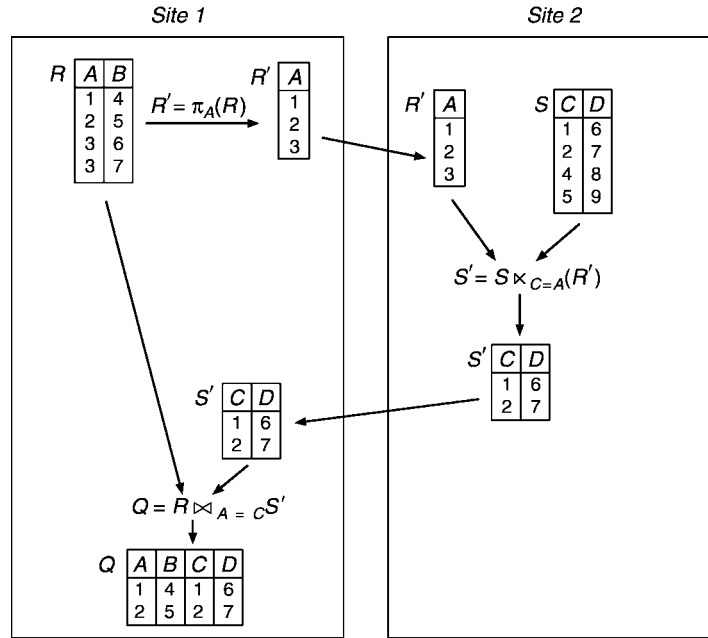 Site 1
Site 2
R A B
1 4
2 5
3 6
3 7
R′ = πA(R)
R′ A
1
2
3
R′ A
1
2
3
S C D
1 6
2 7
4 8
5 9
S′ = S ⋉ C=A(R′)
S′ C D
1 6
2 7
S′ C D
1 6
2 7
Q = R ⋈ A = C S′
Q A B C D
1 4 1 6
2 5 2 7